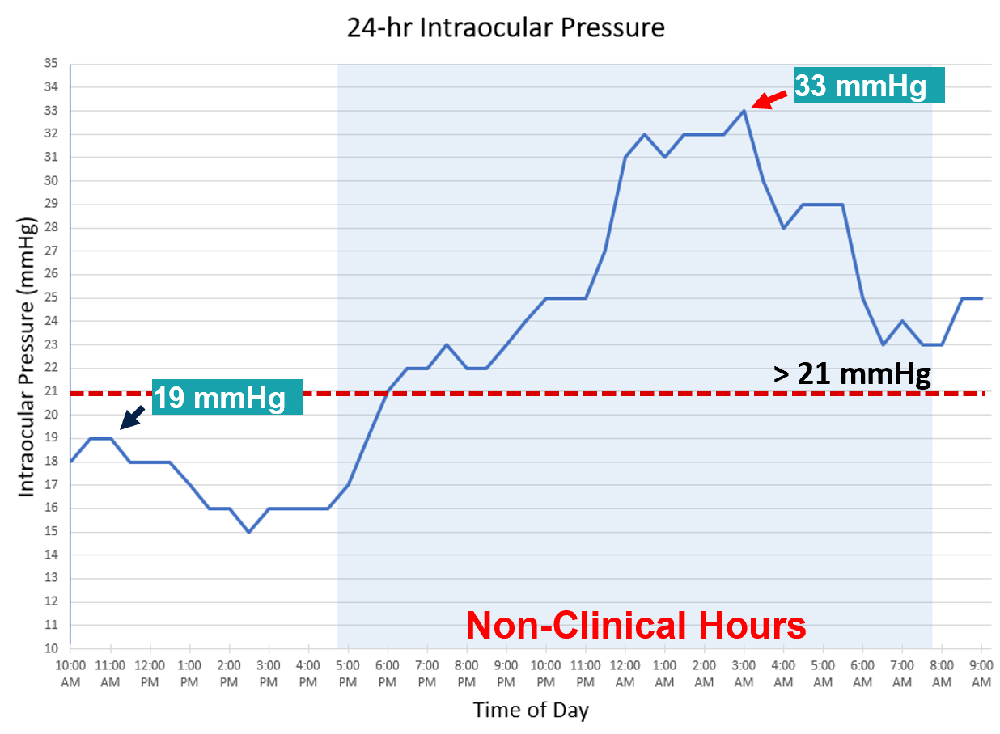 24-hr Intraocular Pressure
35
34
33
32
31
30
29
28
27
26
25
24
23
22
21
20
19
18
17
16
15
14
13
12
11
10
Intraocular Pressure (mmHg)
33 mmHg
> 21 mmHg
19 mmHg
Non-Clinical Hours
10:00 11:00 12:00 1:00 2:00 3:00 4:00 5:00 6:00 7:00 8:00 9:00 10:00 11:00 12:00 1:00 2:00 3:00 4:00 5:00 6:00 7:00 8:00 9:00
AM AM PM PM PM PM PM PM PM PM PM PM PM PM AM AM AM AM AM AM AM AM AM AM
Time of Day